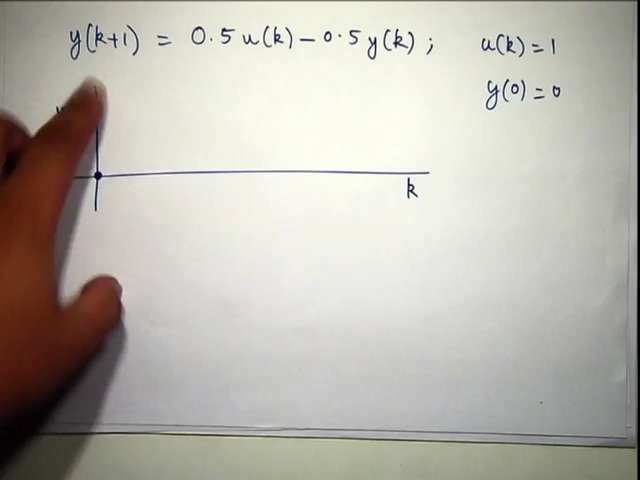 y(k+1) = 0.5 u(k) - 0.5 y(k) ; u(k) = 1
y(0) = 0
k